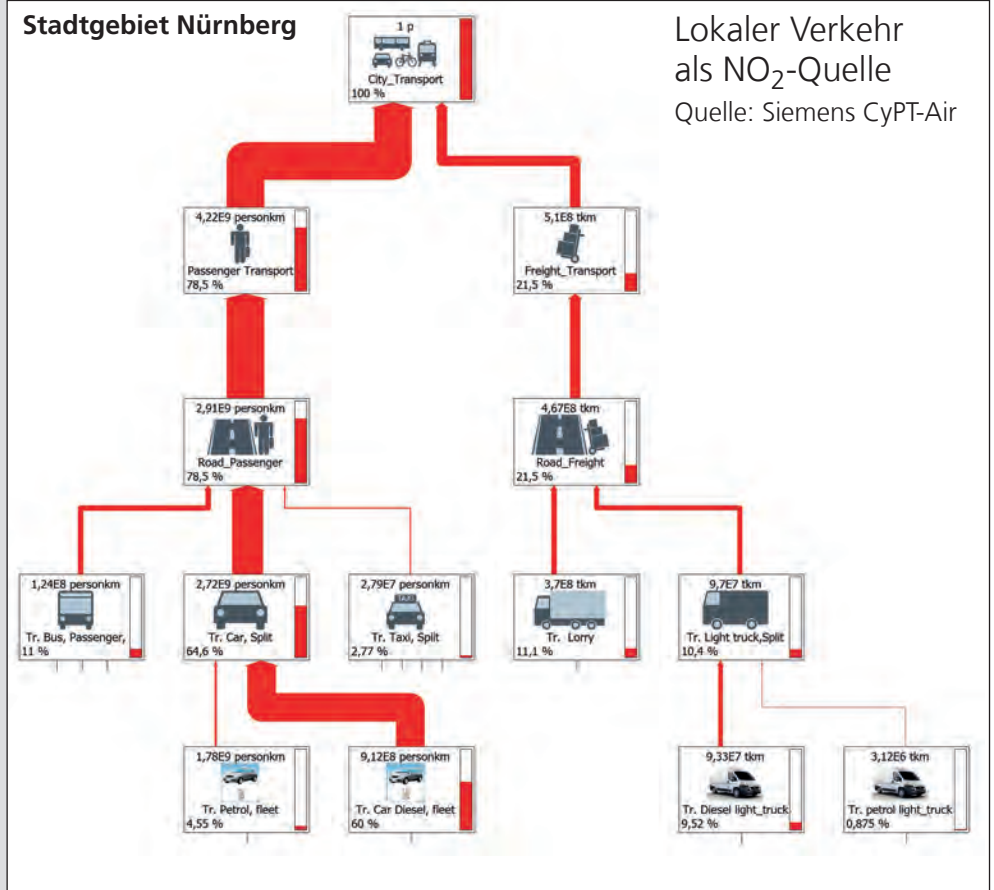 Stadtgebiet Nürnberg
Lokaler Verkehr
als NO₂-Quelle
Quelle: Siemens CyPT-Air
1 p
City_Transport
100 %
4,22E9 personkm
Passenger Transport
78,5 %
5,1E8 tkm
Freight_Transport
21,5 %
2,91E9 personkm
Road_Passenger
78,5 %
4,67E8 tkm
Road_Freight
21,5 %
1,24E8 personkm
Tr. Bus, Passenger,
11 %
2,72E9 personkm
Tr. Car, Split
64,6 %
2,79E7 personkm
TAXI
Tr. Taxi, Split
2,77 %
3,7E8 tkm
Tr. Lorry
11,1 %
9,7E7 tkm
Tr. Light truck,Split
10,4 %
1,78E9 personkm
Tr. Petrol, fleet
4,55 %
9,12E8 personkm
Tr. Car Diesel, fleet
60 %
9,33E7 tkm
Tr. Diesel light_truck
9,52 %
3,12E6 tkm
Tr. petrol light_truck
0,875 %